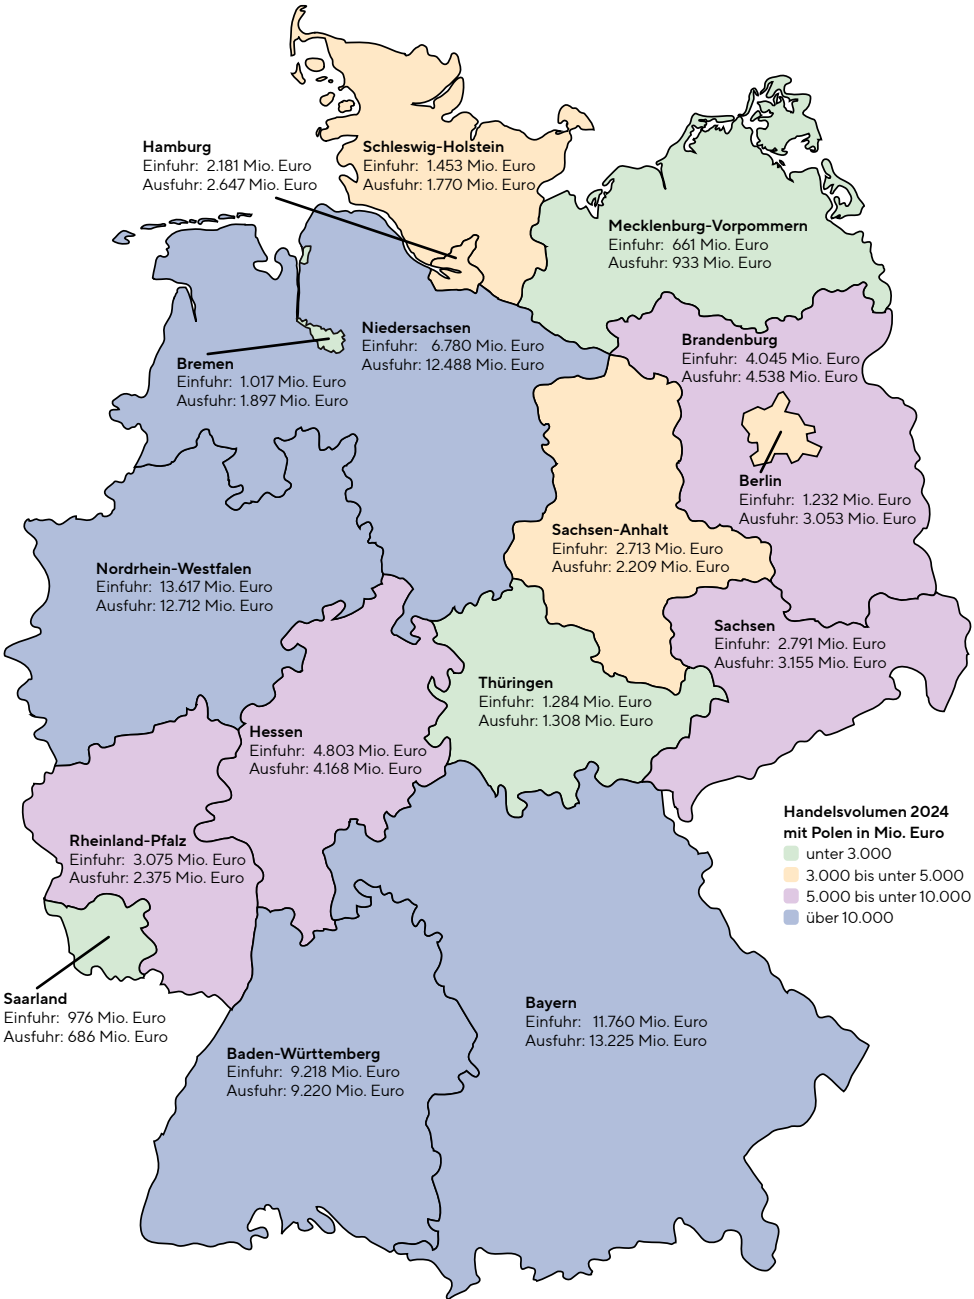 Hamburg
Einfuhr: 2.181 Mio. Euro
Ausfuhr: 2.647 Mio. Euro
Schleswig-Holstein
Einfuhr: 1.453 Mio. Euro
Ausfuhr: 1.770 Mio. Euro
Mecklenburg-Vorpommern
Einfuhr: 661 Mio. Euro
Ausfuhr: 933 Mio. Euro
Niedersachsen
Einfuhr: 6.780 Mio. Euro
Ausfuhr: 12.488 Mio. Euro
Brandenburg
Einfuhr: 4.045 Mio. Euro
Ausfuhr: 4.538 Mio. Euro
Bremen
Einfuhr: 1.017 Mio. Euro
Ausfuhr: 1.897 Mio. Euro
Berlin
Einfuhr: 1.232 Mio. Euro
Ausfuhr: 3.053 Mio. Euro
Sachsen-Anhalt
Einfuhr: 2.713 Mio. Euro
Ausfuhr: 2.209 Mio. Euro
Nordrhein-Westfalen
Einfuhr: 13.617 Mio. Euro
Ausfuhr: 12.712 Mio. Euro
Sachsen
Einfuhr: 2.791 Mio. Euro
Ausfuhr: 3.155 Mio. Euro
Thüringen
Einfuhr: 1.284 Mio. Euro
Ausfuhr: 1.308 Mio. Euro
Hessen
Einfuhr: 4.803 Mio. Euro
Ausfuhr: 4.168 Mio. Euro
Rheinland-Pfalz
Einfuhr: 3.075 Mio. Euro
Ausfuhr: 2.375 Mio. Euro
Handelsvolumen 2024
mit Polen in Mio. Euro
unter 3.000
3.000 bis unter 5.000
5.000 bis unter 10.000
über 10.000
Saarland
Einfuhr: 976 Mio. Euro
Ausfuhr: 686 Mio. Euro
Bayern
Einfuhr: 11.760 Mio. Euro
Ausfuhr: 13.225 Mio. Euro
Baden-Württemberg
Einfuhr: 9.218 Mio. Euro
Ausfuhr: 9.220 Mio. Euro